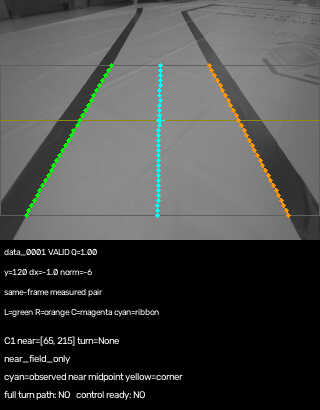 data_0001 VALID Q=1.00
y=120 dx=-1.0 norm=-6
same-frame measured pair
L=green R=orange C=magenta cyan=ribbon
C1 near=[65, 215] turn=None
near_field_only
cyan=observed near midpoint yellow=corner
full turn path: NO control ready: NO